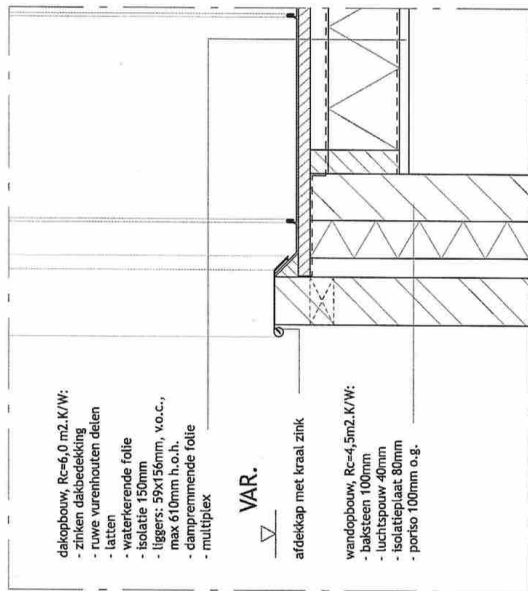 dakopbouw, Rc=6,0 m2.K/W:
- zinken dakbedekking
- ruwe vurenhouten delen
- latten
- waterkerende folie
- isolatie 150mm
- liggers: 59x156mm, v.o.c.,
max 610mm h.o.h.
- dampremmende folie
- multiplex
VAR.
afdekkap met kraal zink
wandopbouw, Rc=4,5m2.K/W:
- baksteen 100mm
- luchtspouw 40mm
- isolatieplaat 80mm
- poriso 100mm o.g.